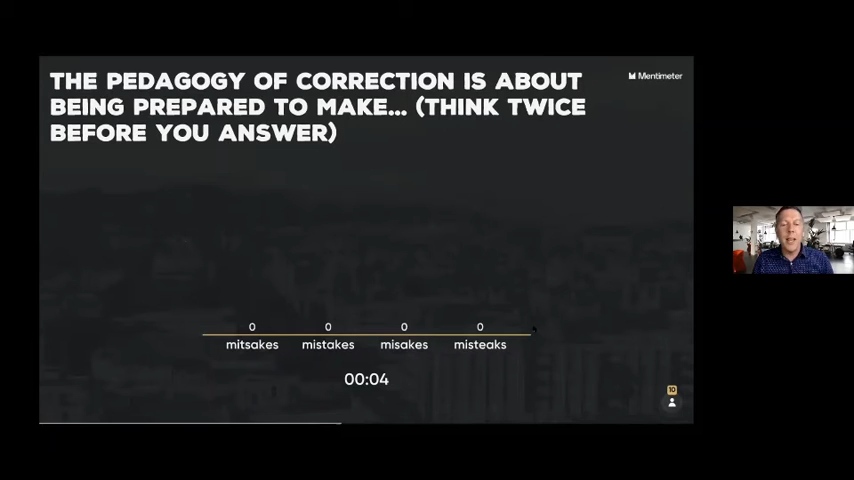 THE PEDAGOGY OF CORRECTION IS ABOUT
BEING PREPARED TO MAKE... (THINK TWICE
BEFORE YOU ANSWER)
Mentimeter
0 0 0 0
mitsakes mistakes misakes misteaks
00:04
10